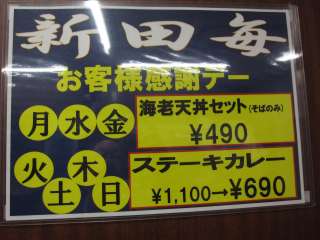 新田毎
お客様感謝デー
月水金
海老天丼セット(そばのみ)
¥490
火木土日
ステーキカレー
¥1,100→¥690